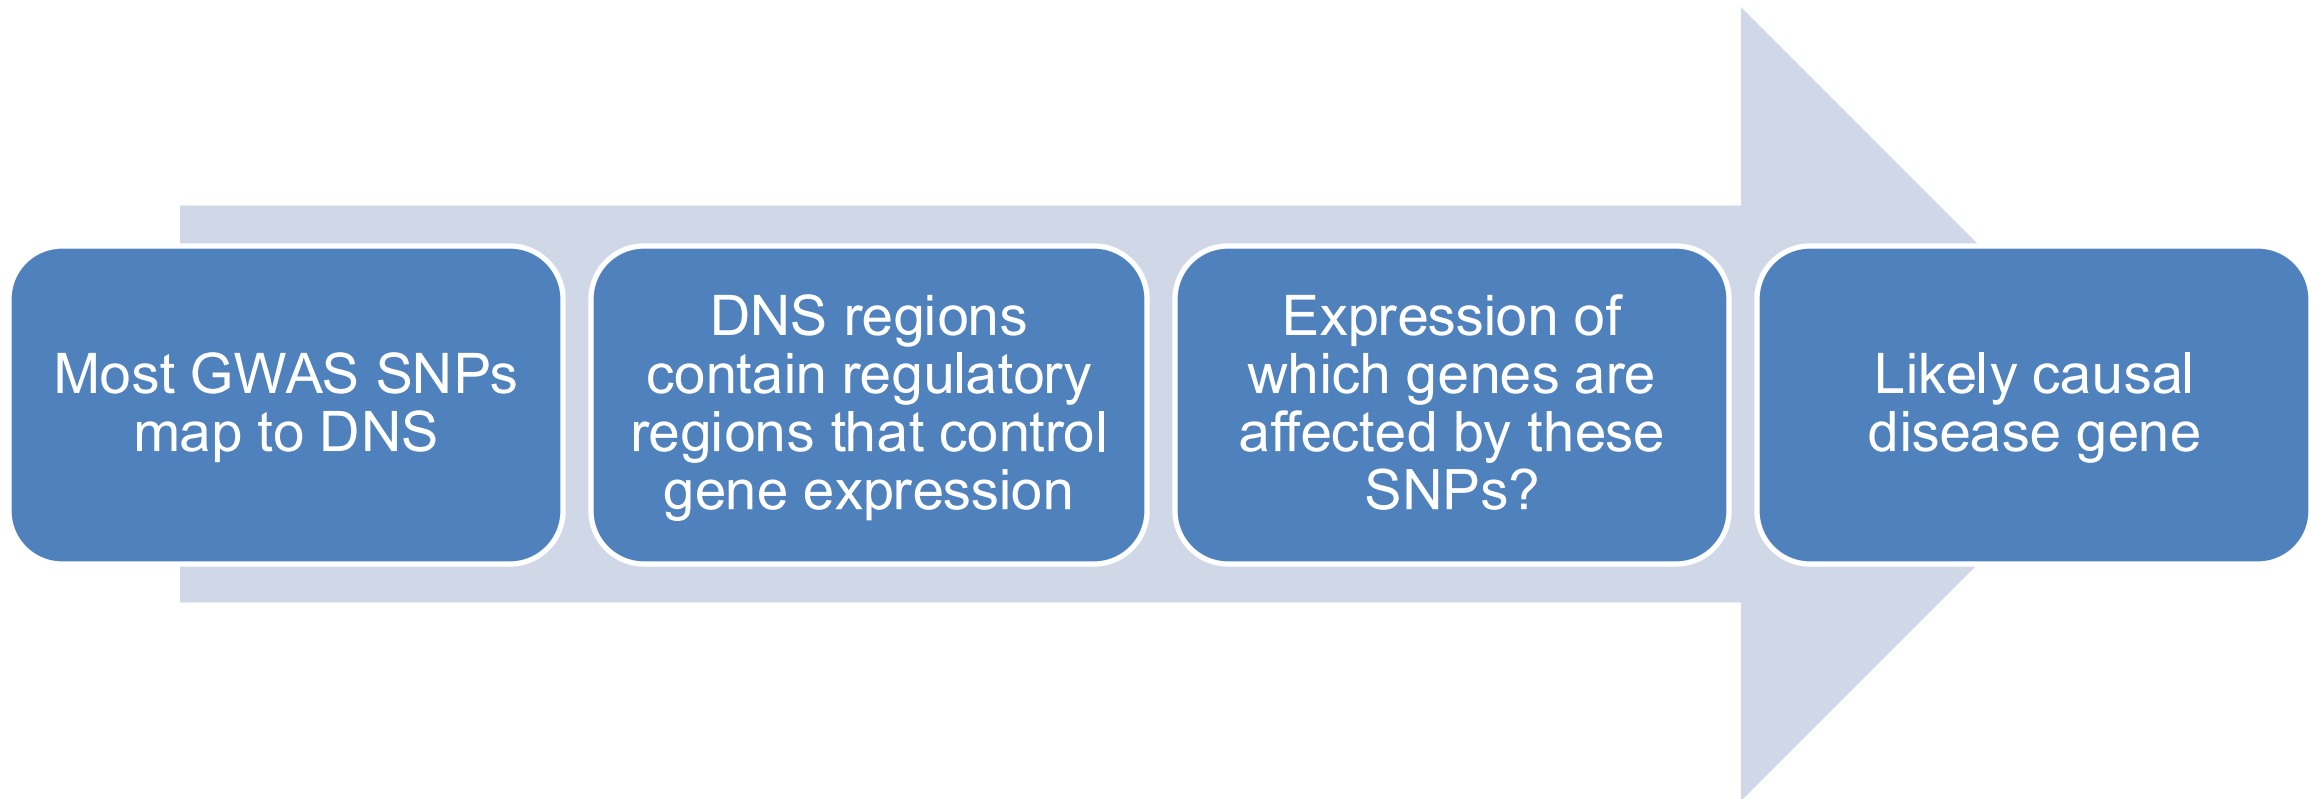 Most GWAS SNPs
map to DNS
DNS regions
contain regulatory
regions that control
gene expression
Expression of
which genes are
affected by these
SNPs?
Likely causal
disease gene